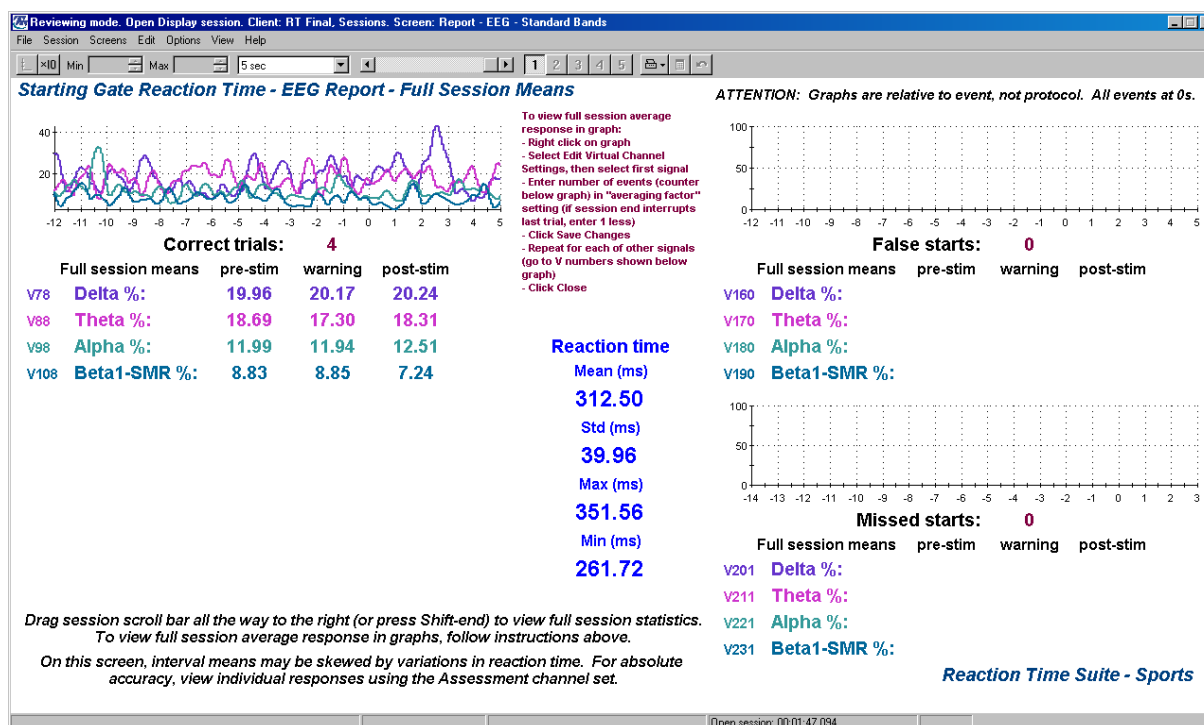 Reviewing mode. Open Display session. Client: RT Final, Sessions. Screen: Report - EEG - Standard Bands
File Session Screens Edit Options View Help
×10 Min Max 5 sec 1 2 3 4 5
Starting Gate Reaction Time - EEG Report - Full Session Means
40
20
-12 -11 -10 -9 -8 -7 -6 -5 -4 -3 -2 -1 0 1 2 3 4 5
Correct trials: 4
Full session means pre-stim warning post-stim
V78 Delta %: 19.96 20.17 20.24
V88 Theta %: 18.69 17.30 18.31
V98 Alpha %: 11.99 11.94 12.51
V108 Beta1-SMR %: 8.83 8.85 7.24
To view full session average
response in graph:
- Right click on graph
- Select Edit Virtual Channel
Settings, then select first signal
- Enter number of events (counter
below graph) in "averaging factor"
setting (if session end interrupts
last trial, enter 1 less)
- Click Save Changes
- Repeat for each of other signals
(go to V numbers shown below
graph)
- Click Close
Reaction time
Mean (ms)
312.50
Std (ms)
39.96
Max (ms)
351.56
Min (ms)
261.72
ATTENTION: Graphs are relative to event, not protocol. All events at 0s.
100
50
0
-12 -11 -10 -9 -8 -7 -6 -5 -4 -3 -2 -1 0 1 2 3 4 5
False starts: 0
Full session means pre-stim warning post-stim
V160 Delta %:
V170 Theta %:
V180 Alpha %:
V190 Beta1-SMR %:
100
50
0
-14 -13 -12 -11 -10 -9 -8 -7 -6 -5 -4 -3 -2 -1 0 1 2 3
Missed starts: 0
Full session means pre-stim warning post-stim
V201 Delta %:
V211 Theta %:
V221 Alpha %:
V231 Beta1-SMR %:
Drag session scroll bar all the way to the right (or press Shift-end) to view full session statistics.
To view full session average response in graphs, follow instructions above.
On this screen, interval means may be skewed by variations in reaction time. For absolute
accuracy, view individual responses using the Assessment channel set.
Reaction Time Suite - Sports
Open session: 00:01:47.094